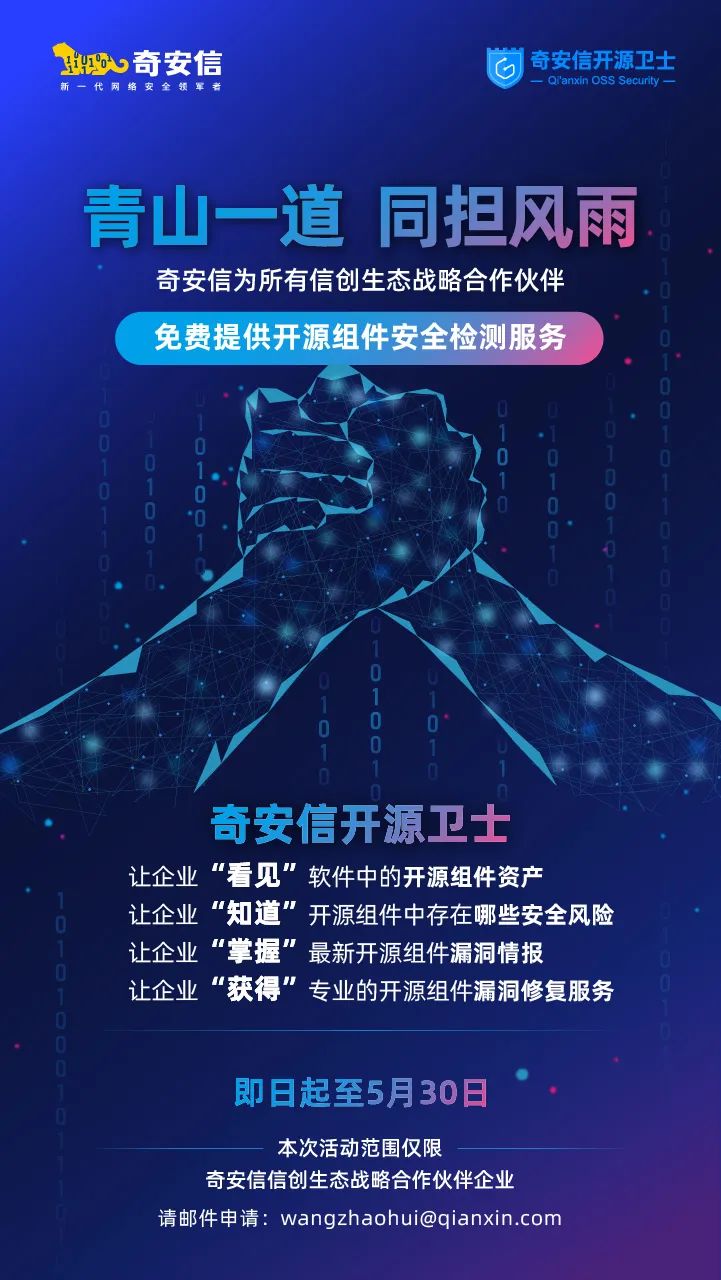 奇安信
新一代网络安全领军者
奇安信开源卫士
Qi'anxin OSS Security
青山一道 同担风雨
奇安信为所有信创生态战略合作伙伴
免费提供开源组件安全检测服务
奇安信开源卫士
让企业“看见”软件中的开源组件资产
让企业“知道”开源组件中存在哪些安全风险
让企业“掌握”最新开源组件漏洞情报
让企业“获得”专业的开源组件漏洞修复服务
即日起至5月30日
本次活动范围仅限
奇安信信创生态战略合作伙伴企业
请邮件申请：wangzhaohui@qianxin.com